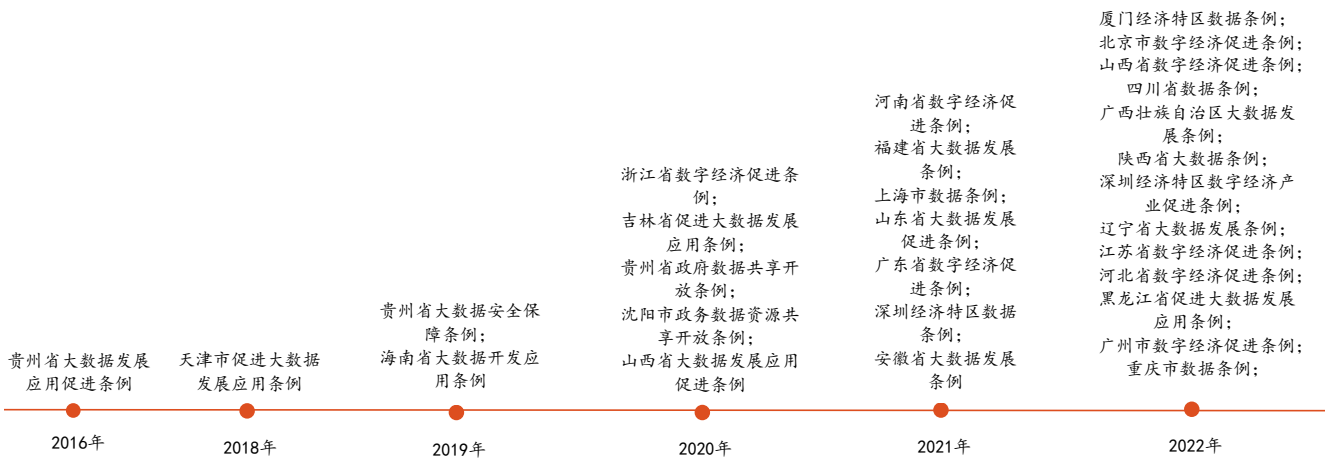 贵州省大数据发展
应用促进条例
2016年
天津市促进大数据
发展应用条例
2018年
贵州省大数据安全保
障条例；
海南省大数据开发应
用条例
2019年
浙江省数字经济促进条
例；
吉林省促进大数据发展
应用条例；
贵州省政府数据共享开
放条例；
沈阳市政务数据资源共
享开放条例；
山西省大数据发展应用
促进条例
2020年
河南省数字经济促
进条例；
福建省大数据发展
条例；
上海市数据条例；
山东省大数据发展
促进条例；
广东省数字经济促
进条例；
深圳经济特区数据
条例；
安徽省大数据发展
条例
2021年
厦门经济特区数据条例；
北京市数字经济促进条例；
山西省数字经济促进条例；
四川省数据条例；
广西壮族自治区大数据发
展条例；
陕西省大数据条例；
深圳经济特区数字经济产
业促进条例；
辽宁省大数据发展条例；
江苏省数字经济促进条例；
河北省数字经济促进条例；
黑龙江省促进大数据发展
应用条例；
广州市数字经济促进条例；
重庆市数据条例；
2022年